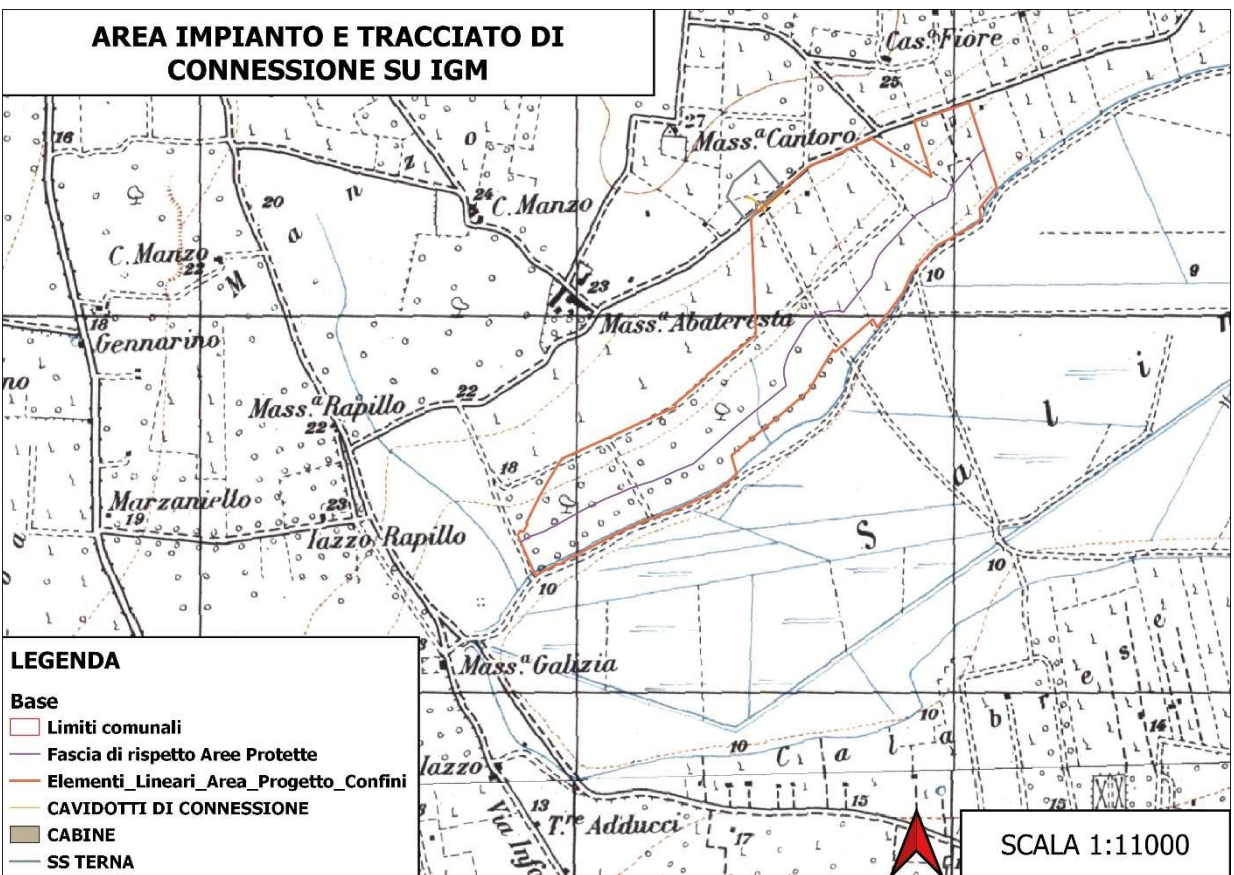 AREA IMPIANTO E TRACCIATO DI
CONNESSIONE SU IGM
Cas.ª Fiore
25
16
27
Mass.ª Cantoro
o
z
n
a
M
24
C. Manzo
20
C. Manzo
22
10
9
23
Mass.ª Abateresta
18
Gennarino
no
i
l
a
S
22
Mass.ª Rapillo
22
18
Marzaniello
19
23
Iazzo Rapillo
10
10
Mass.ª Galizia
10
10
C a l a b r e s e
14
15
15
Iazzo
13
T.re Adducci
17
Via
LEGENDA
Base
Limiti comunali
Fascia di rispetto Aree Protette
Elementi_Lineari_Area_Progetto_Confini
CAVIDOTTI DI CONNESSIONE
CABINE
SS TERNA
SCALA 1:11000